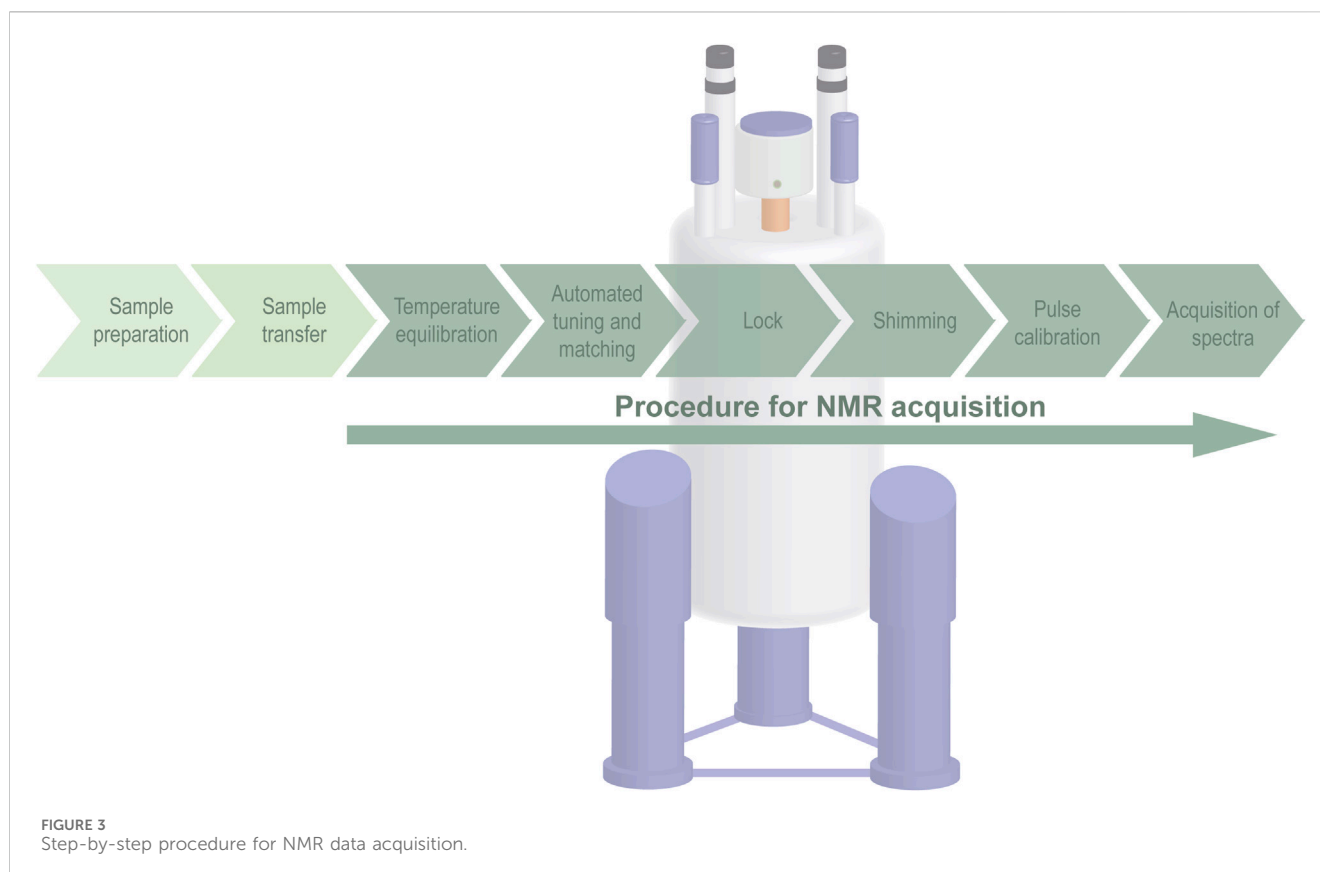 Sample
preparation
Sample
transfer
Temperature
equilibration
Automated
tuning and
matching
Lock
Shimming
Pulse
calibration
Acquisition of
spectra
Procedure for NMR acquisition
FIGURE 3
Step-by-step procedure for NMR data acquisition.